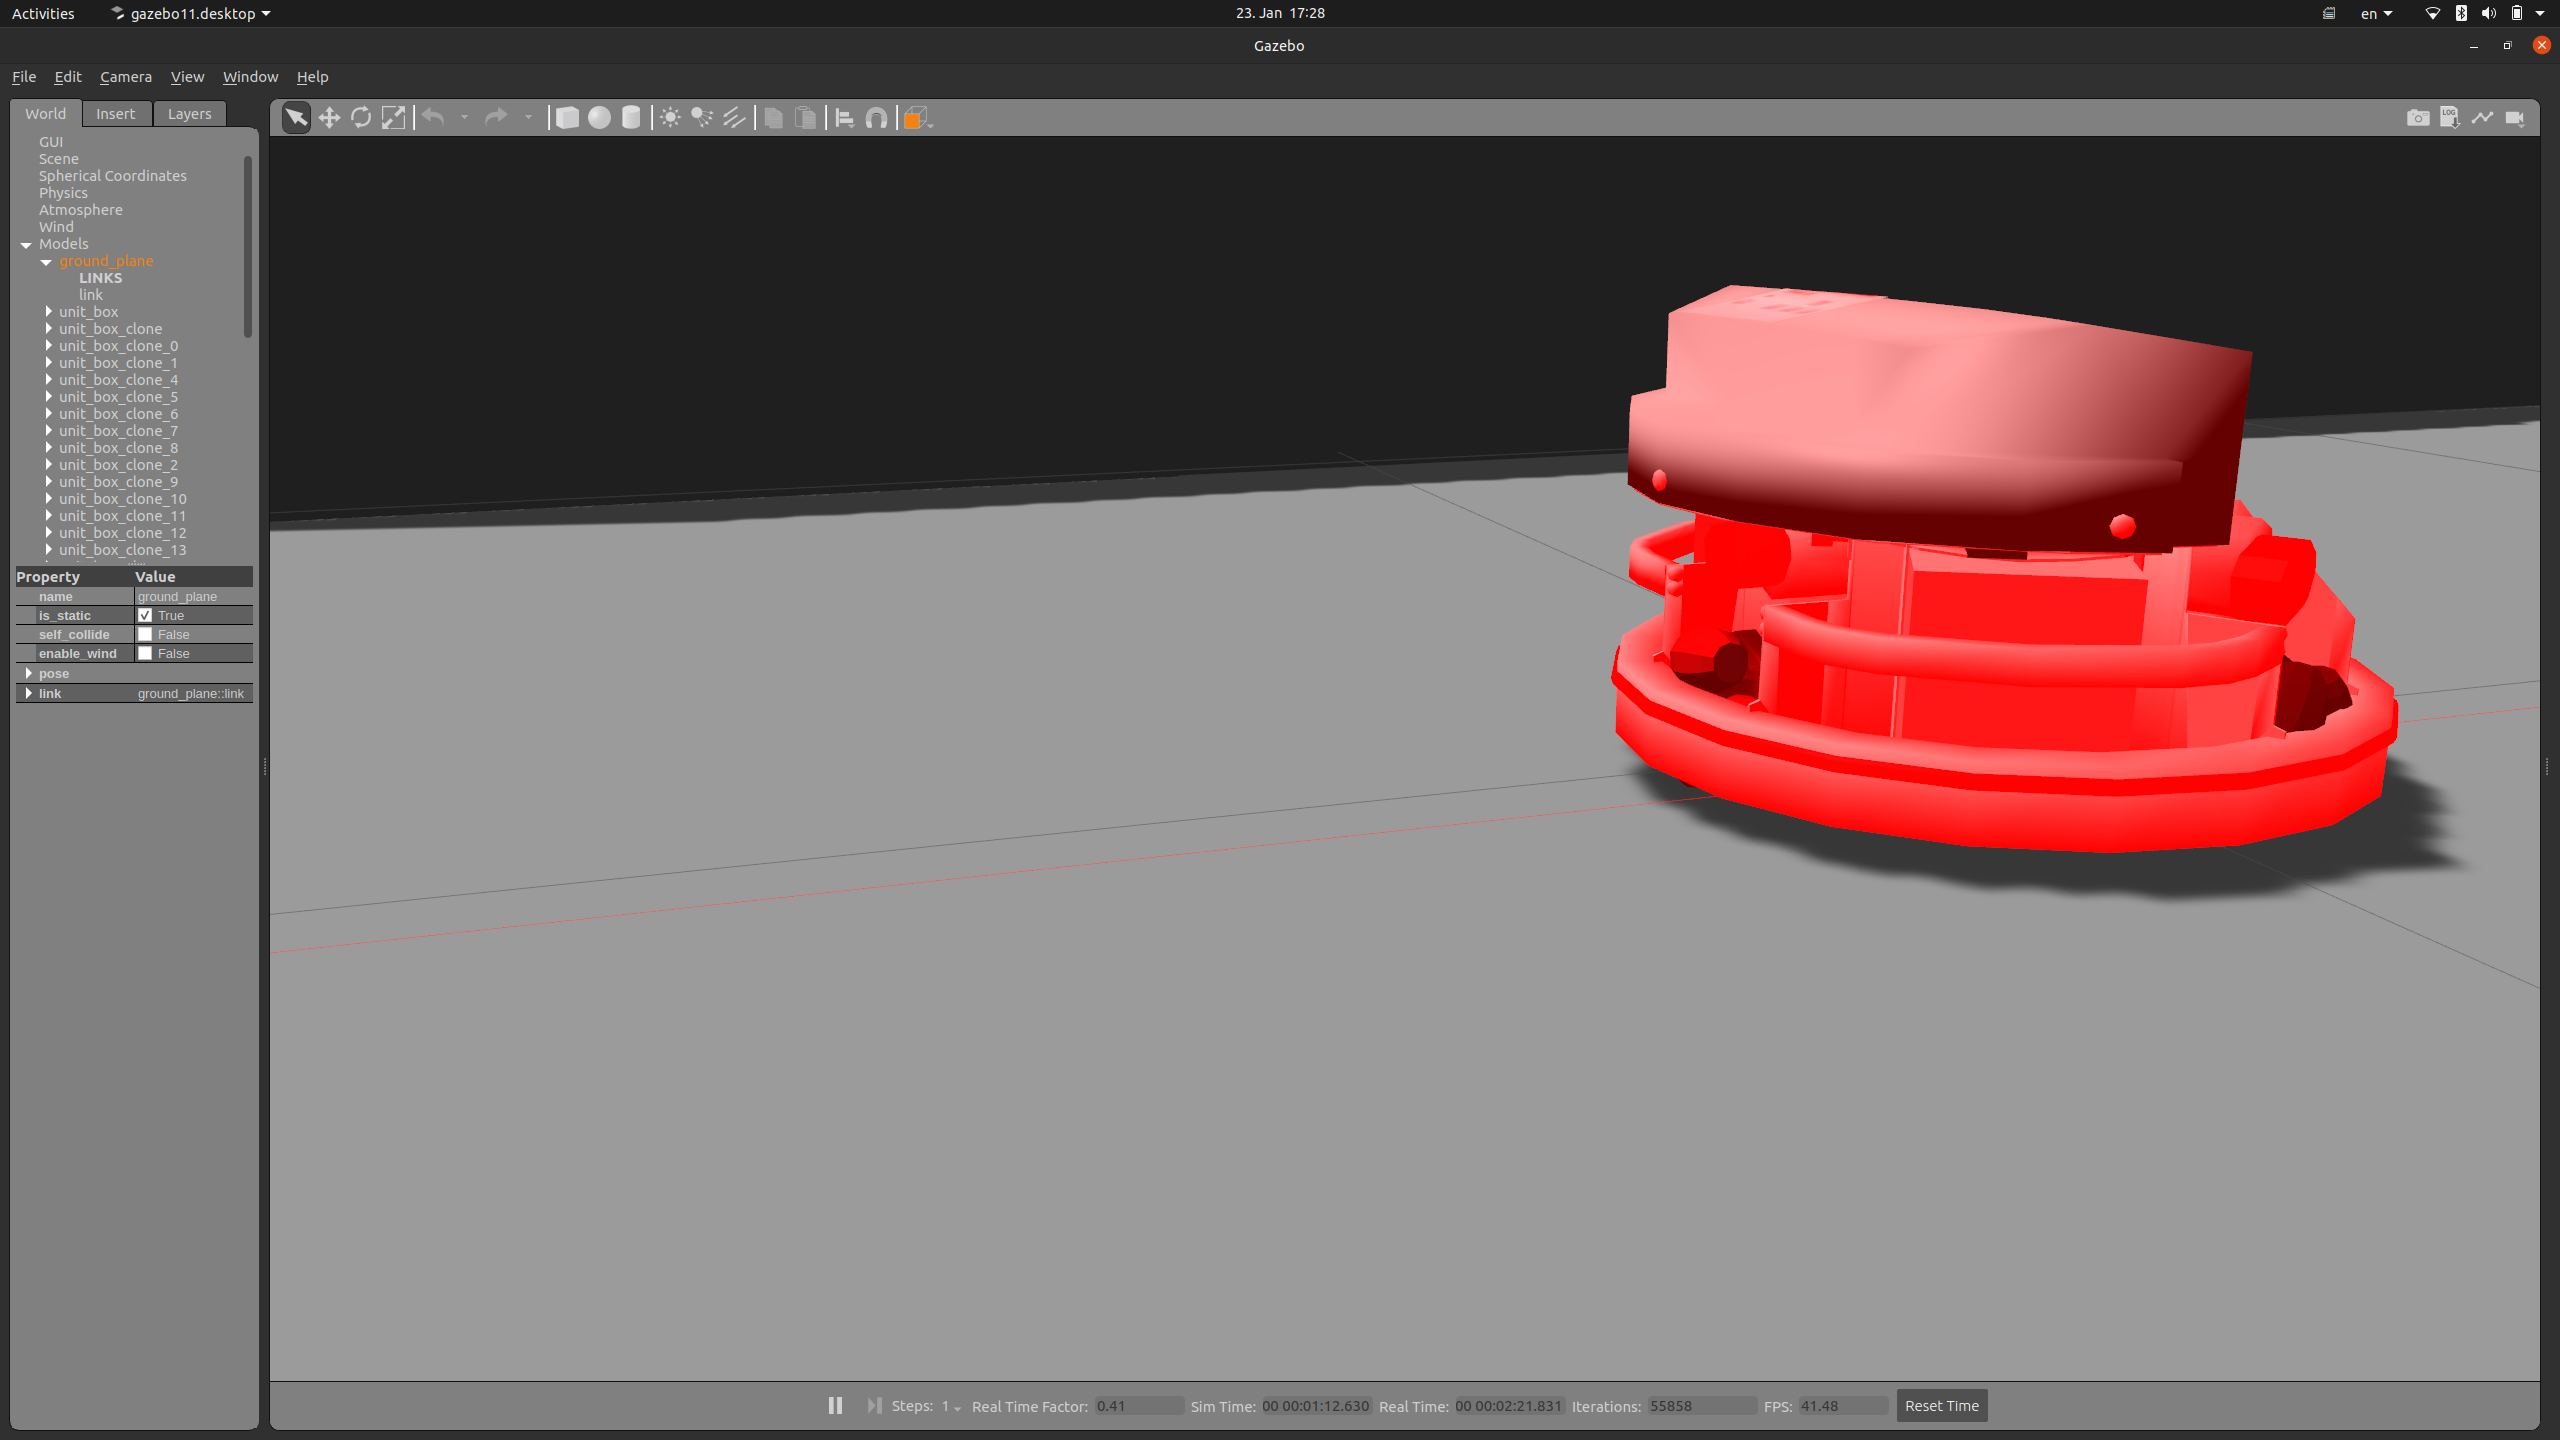 Activities gazebo11.desktop 23. Jan 17:28 en
Gazebo
File Edit Camera View Window Help
World Insert Layers
GUI
Scene
Spherical Coordinates
Physics
Atmosphere
Wind
Models
ground_plane
LINKS
link
unit_box
unit_box_clone
unit_box_clone_0
unit_box_clone_1
unit_box_clone_4
unit_box_clone_5
unit_box_clone_6
unit_box_clone_7
unit_box_clone_8
unit_box_clone_2
unit_box_clone_9
unit_box_clone_10
unit_box_clone_11
unit_box_clone_12
unit_box_clone_13
Property Value
name ground_plane
is_static True
self_collide False
enable_wind False
pose
link ground_plane::link
LOG
Steps: 1 Real Time Factor: 0.41 Sim Time: 00 00:01:12.630 Real Time: 00 00:02:21.831 Iterations: 55858 FPS: 41.48 Reset Time